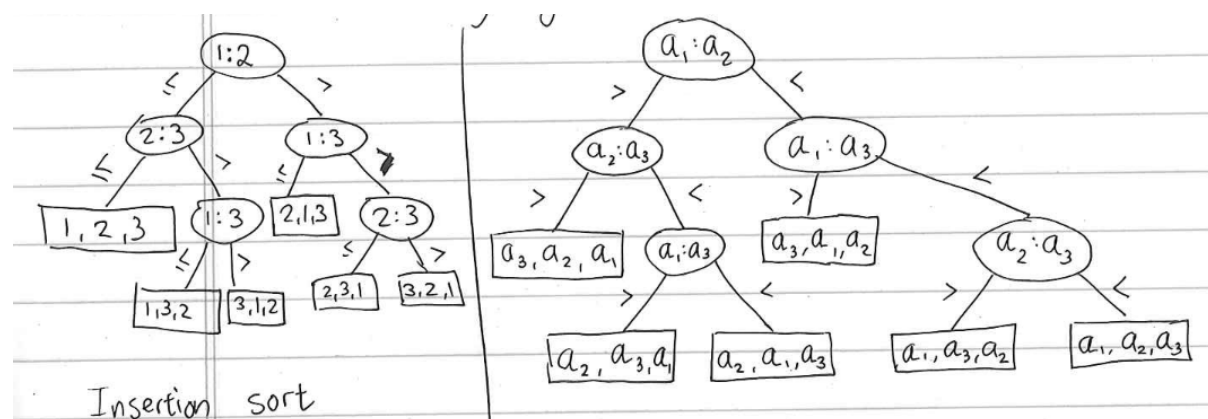 1:2
≤ >
2:3 1:3
≤ > ≤ >
1,2,3 1:3 2,1,3 2:3
≤ > ≤ >
1,3,2 3,1,2 2,3,1 3,2,1
Insertion sort
a₁:a₂
> <
a₂:a₃ a₁:a₃
> < > <
a₃, a₂, a₁ a₁:a₃ a₃, a₁, a₂ a₂:a₃
> < > <
a₂, a₃, a₁ a₂, a₁, a₃ a₁, a₃, a₂ a₁, a₂, a₃